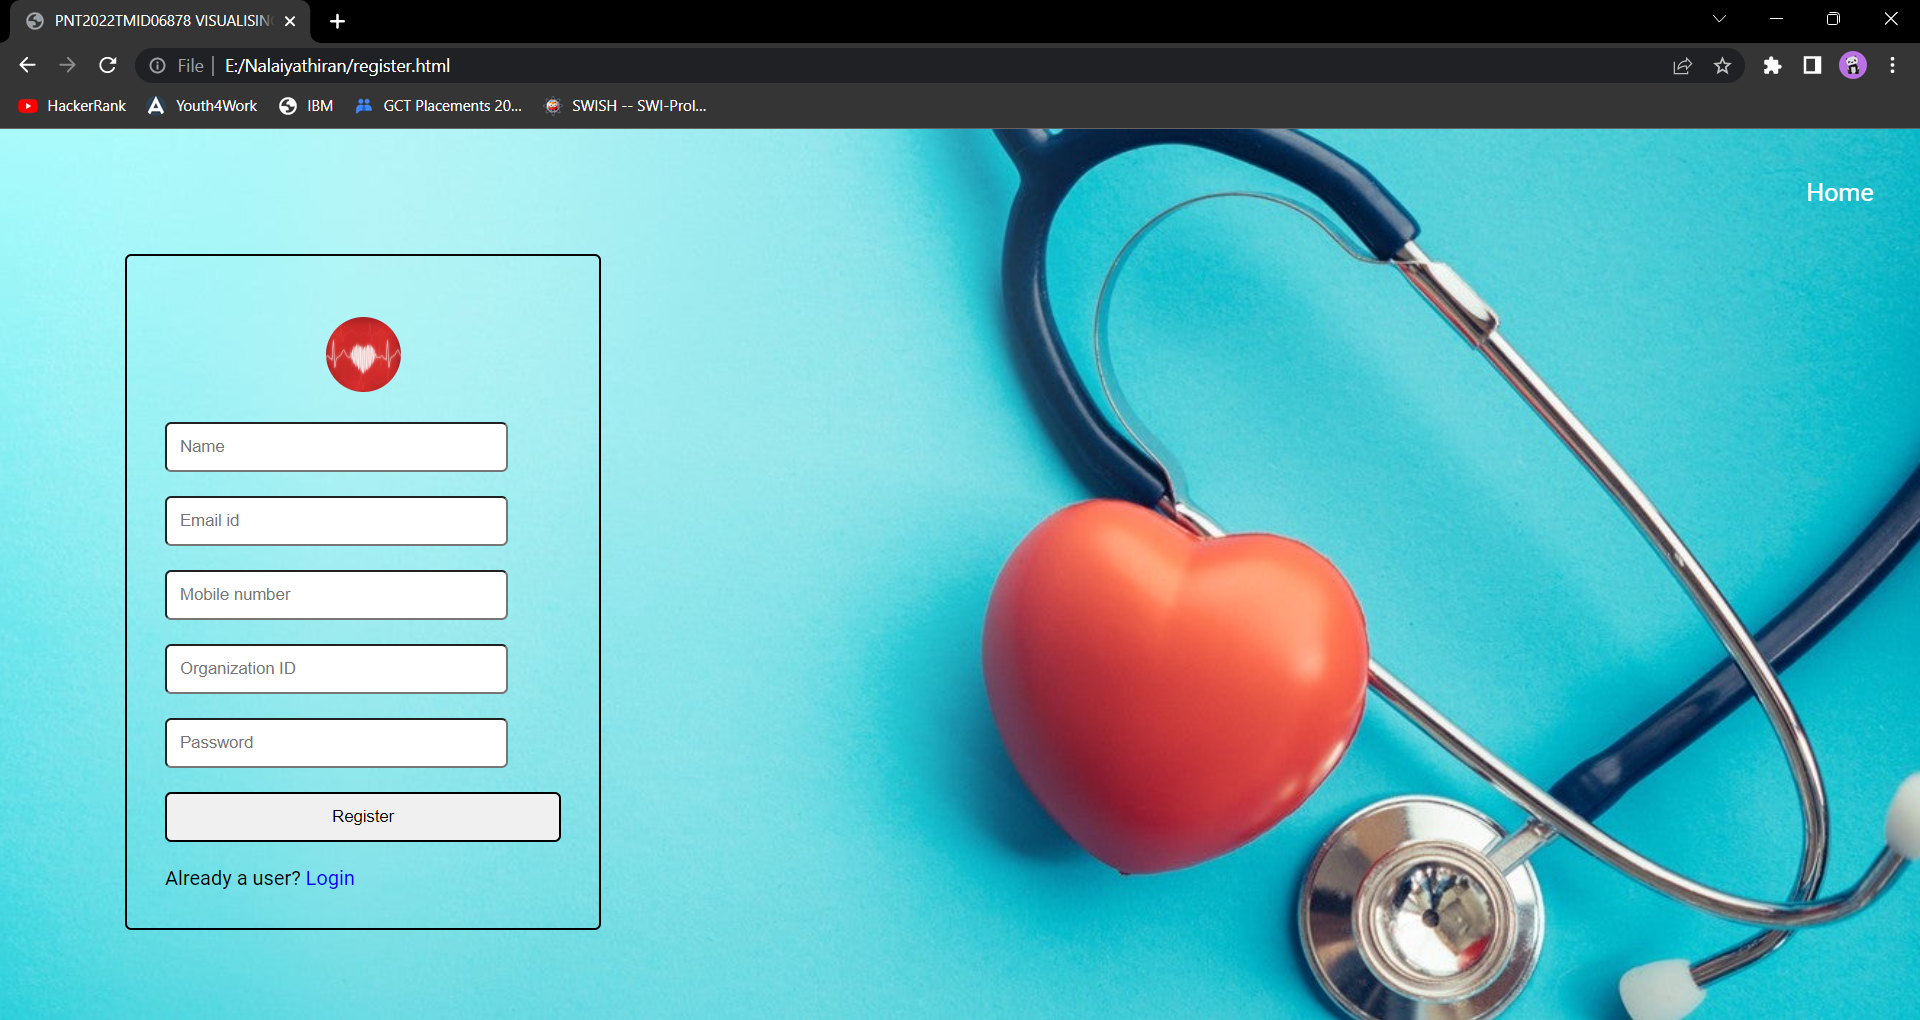 PNT2022TMID06878 VISUALISIN
File | E:/Nalaiyathiran/register.html
HackerRank Youth4Work IBM GCT Placements 20... SWISH -- SWI-Prol...
Home
Name
Email id
Mobile number
Organization ID
Password
Register
Already a user? Login